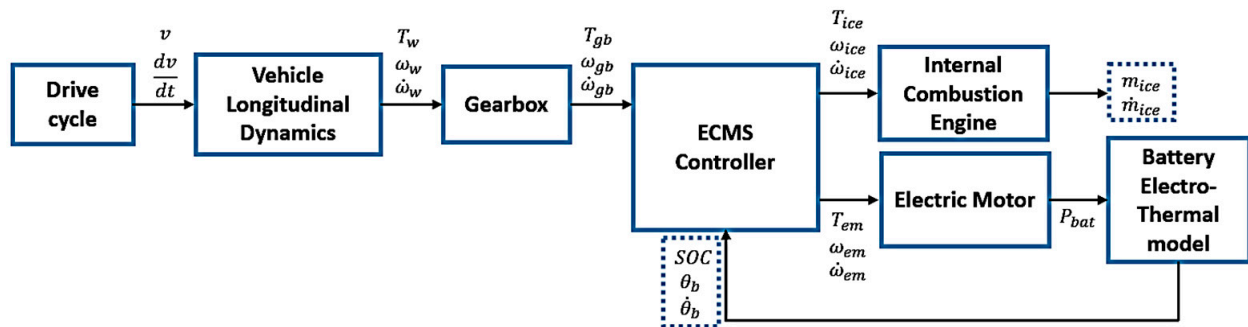 Drive
cycle
v
dv
dt
Vehicle
Longitudinal
Dynamics
T_w
ω_w
ω̇_w
Gearbox
T_gb
ω_gb
ω̇_gb
ECMS
Controller
T_ice
ω_ice
ω̇_ice
Internal
Combustion
Engine
m_ice
ṁ_ice
T_em
ω_em
ω̇_em
Electric Motor
P_bat
Battery
Electro-
Thermal
model
SOC
θ_b
θ̇_b